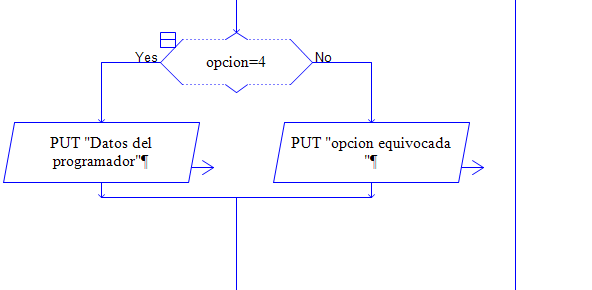 Yes
opcion=4
No
PUT "Datos del
programador"¶
PUT "opcion equivocada
"¶